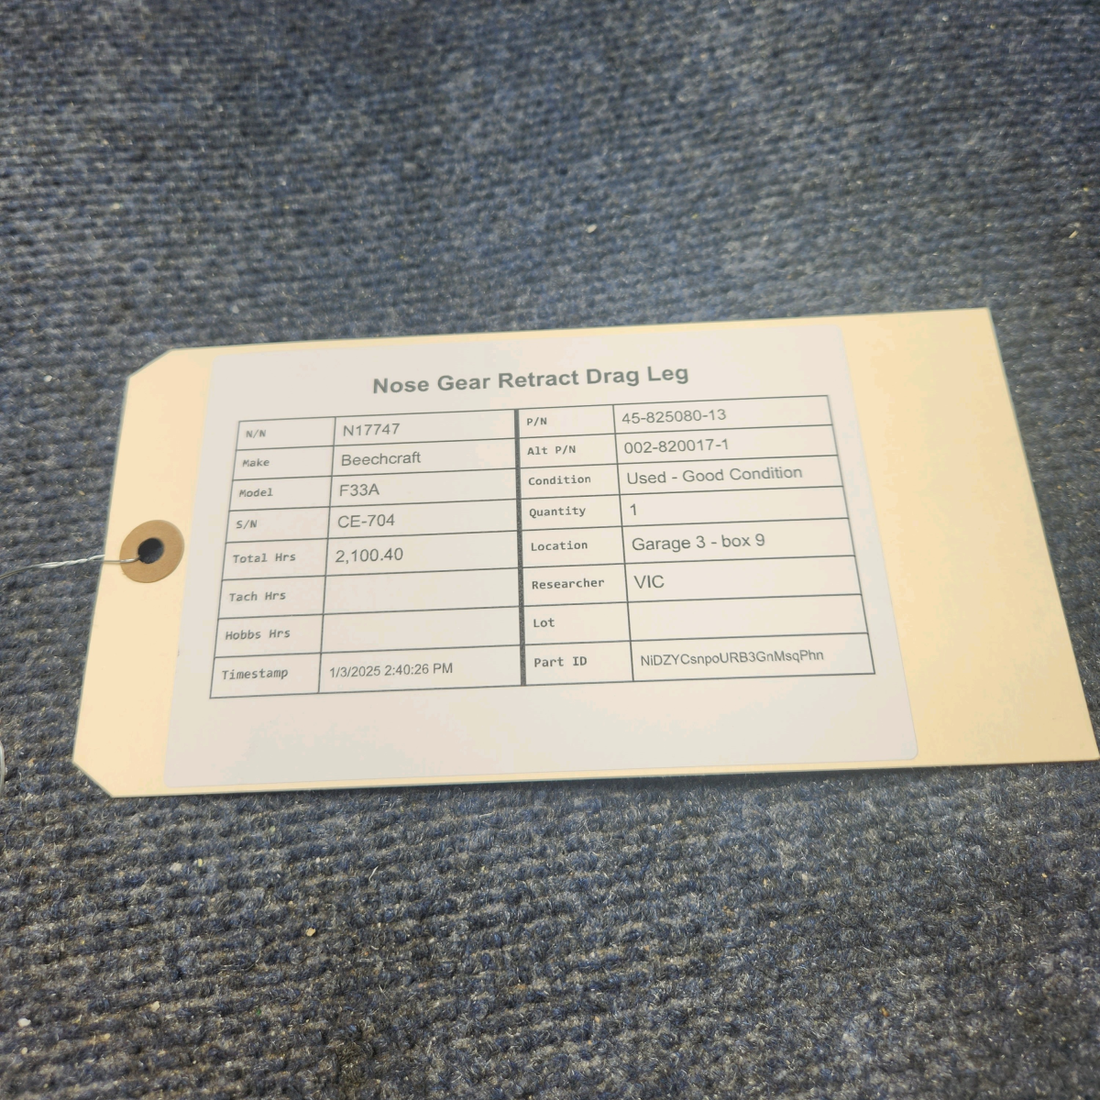 Nose Gear Retract Drag Leg
N/N N17747 P/N 45-825080-13
Make Beechcraft Alt P/N 002-820017-1
Model F33A Condition Used - Good Condition
S/N CE-704 Quantity 1
Total Hrs 2,100.40 Location Garage 3 - box 9
Tach Hrs Researcher VIC
Hobbs Hrs Lot
Timestamp 1/3/2025 2:40:26 PM Part ID NiDZYCsnpoURB3GnMsqPhn